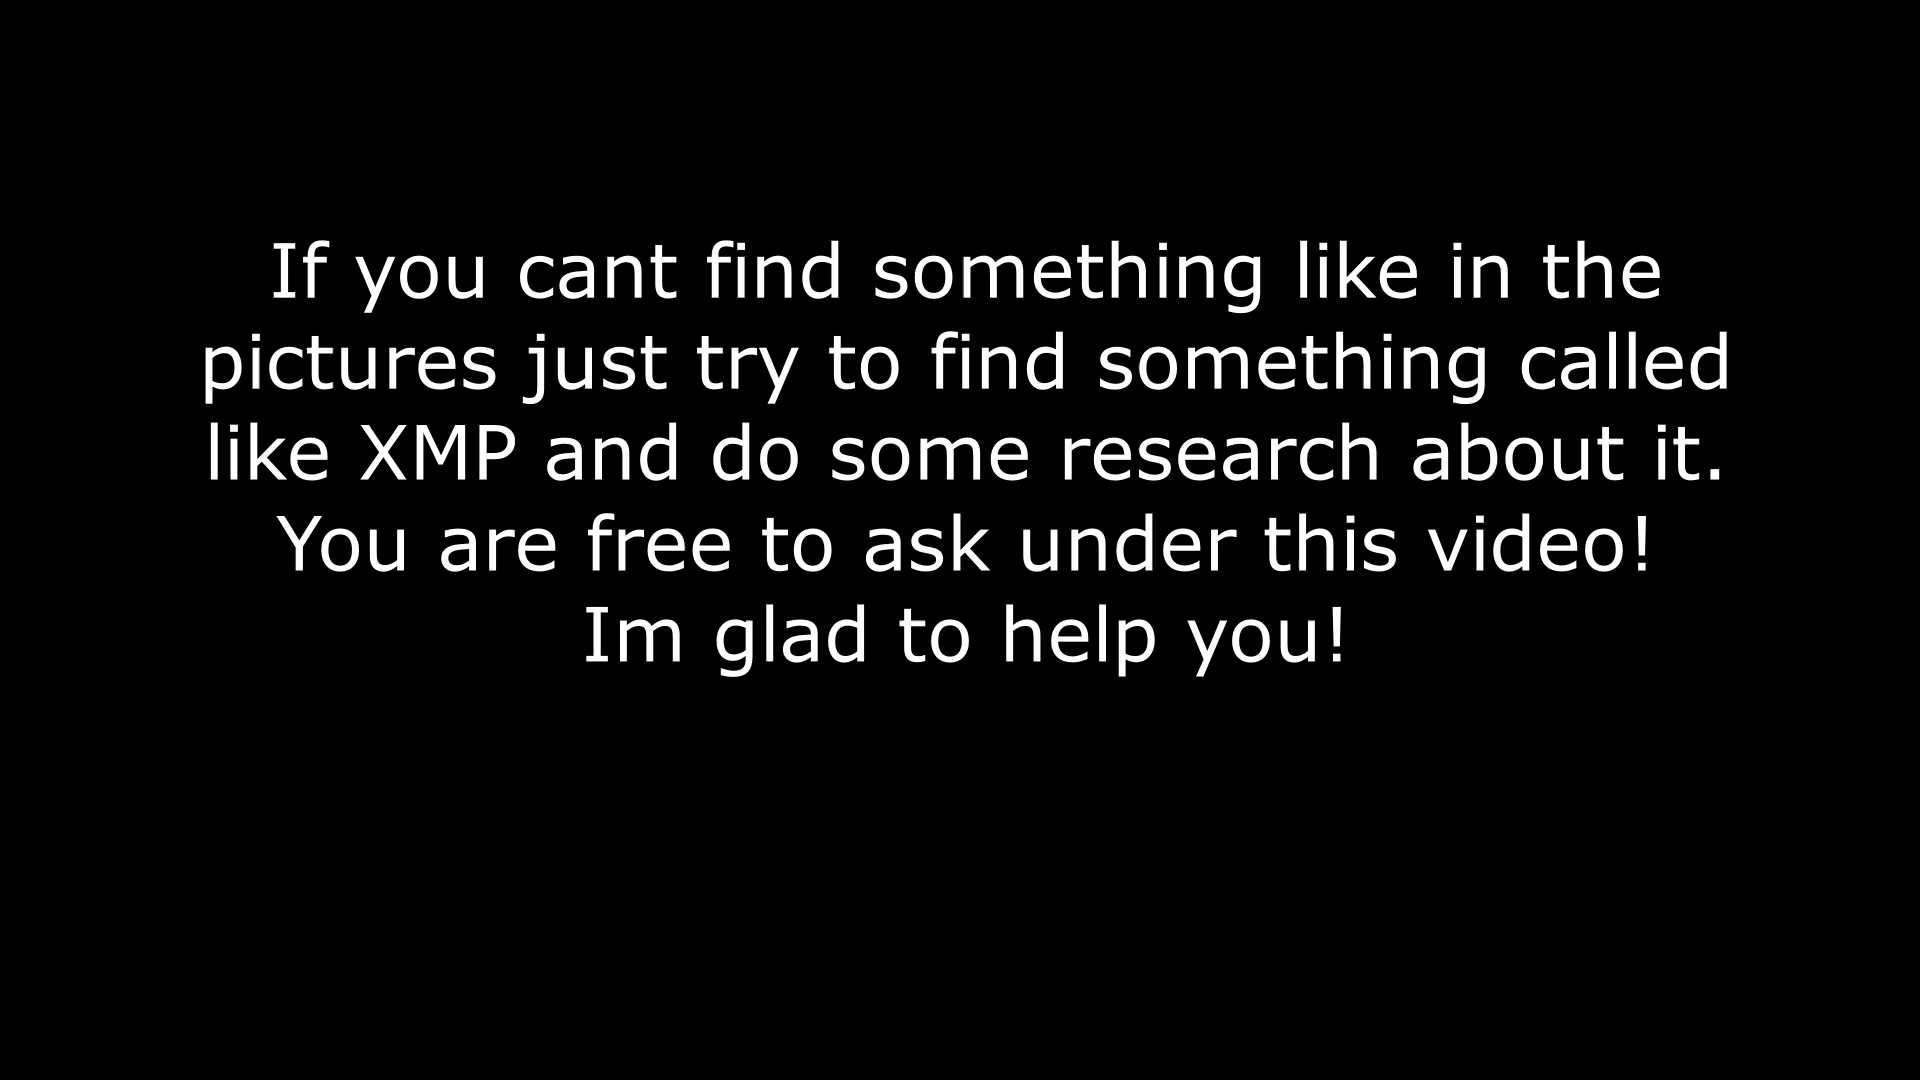 If you cant find something like in the
pictures just try to find something called
like XMP and do some research about it.
You are free to ask under this video!
Im glad to help you!